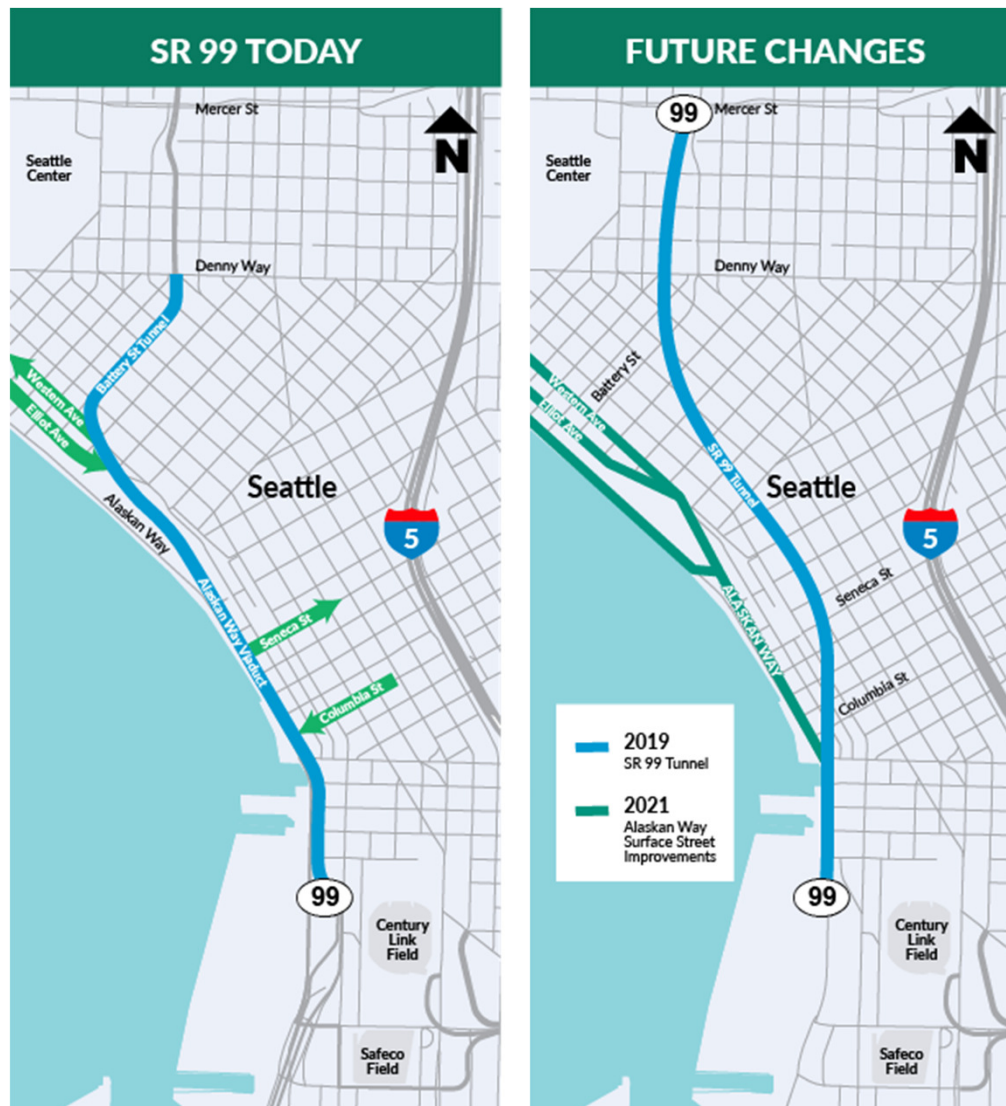 SR 99 TODAY
Mercer St
N
Seattle
Center
Denny Way
Battery St Tunnel
Western Ave
Elliot Ave
Alaskan Way
Seattle
5
Alaskan Way Viaduct
Seneca St
Columbia St
99
Century
Link
Field
Safeco
Field
FUTURE CHANGES
99
Mercer St
N
Seattle
Center
Denny Way
Battery St
Western Ave
Elliot Ave
SR 99 Tunnel
Seattle
5
Seneca St
ALASKAN WAY
Columbia St
2019
SR 99 Tunnel
2021
Alaskan Way
Surface Street
Improvements
99
Century
Link
Field
Safeco
Field